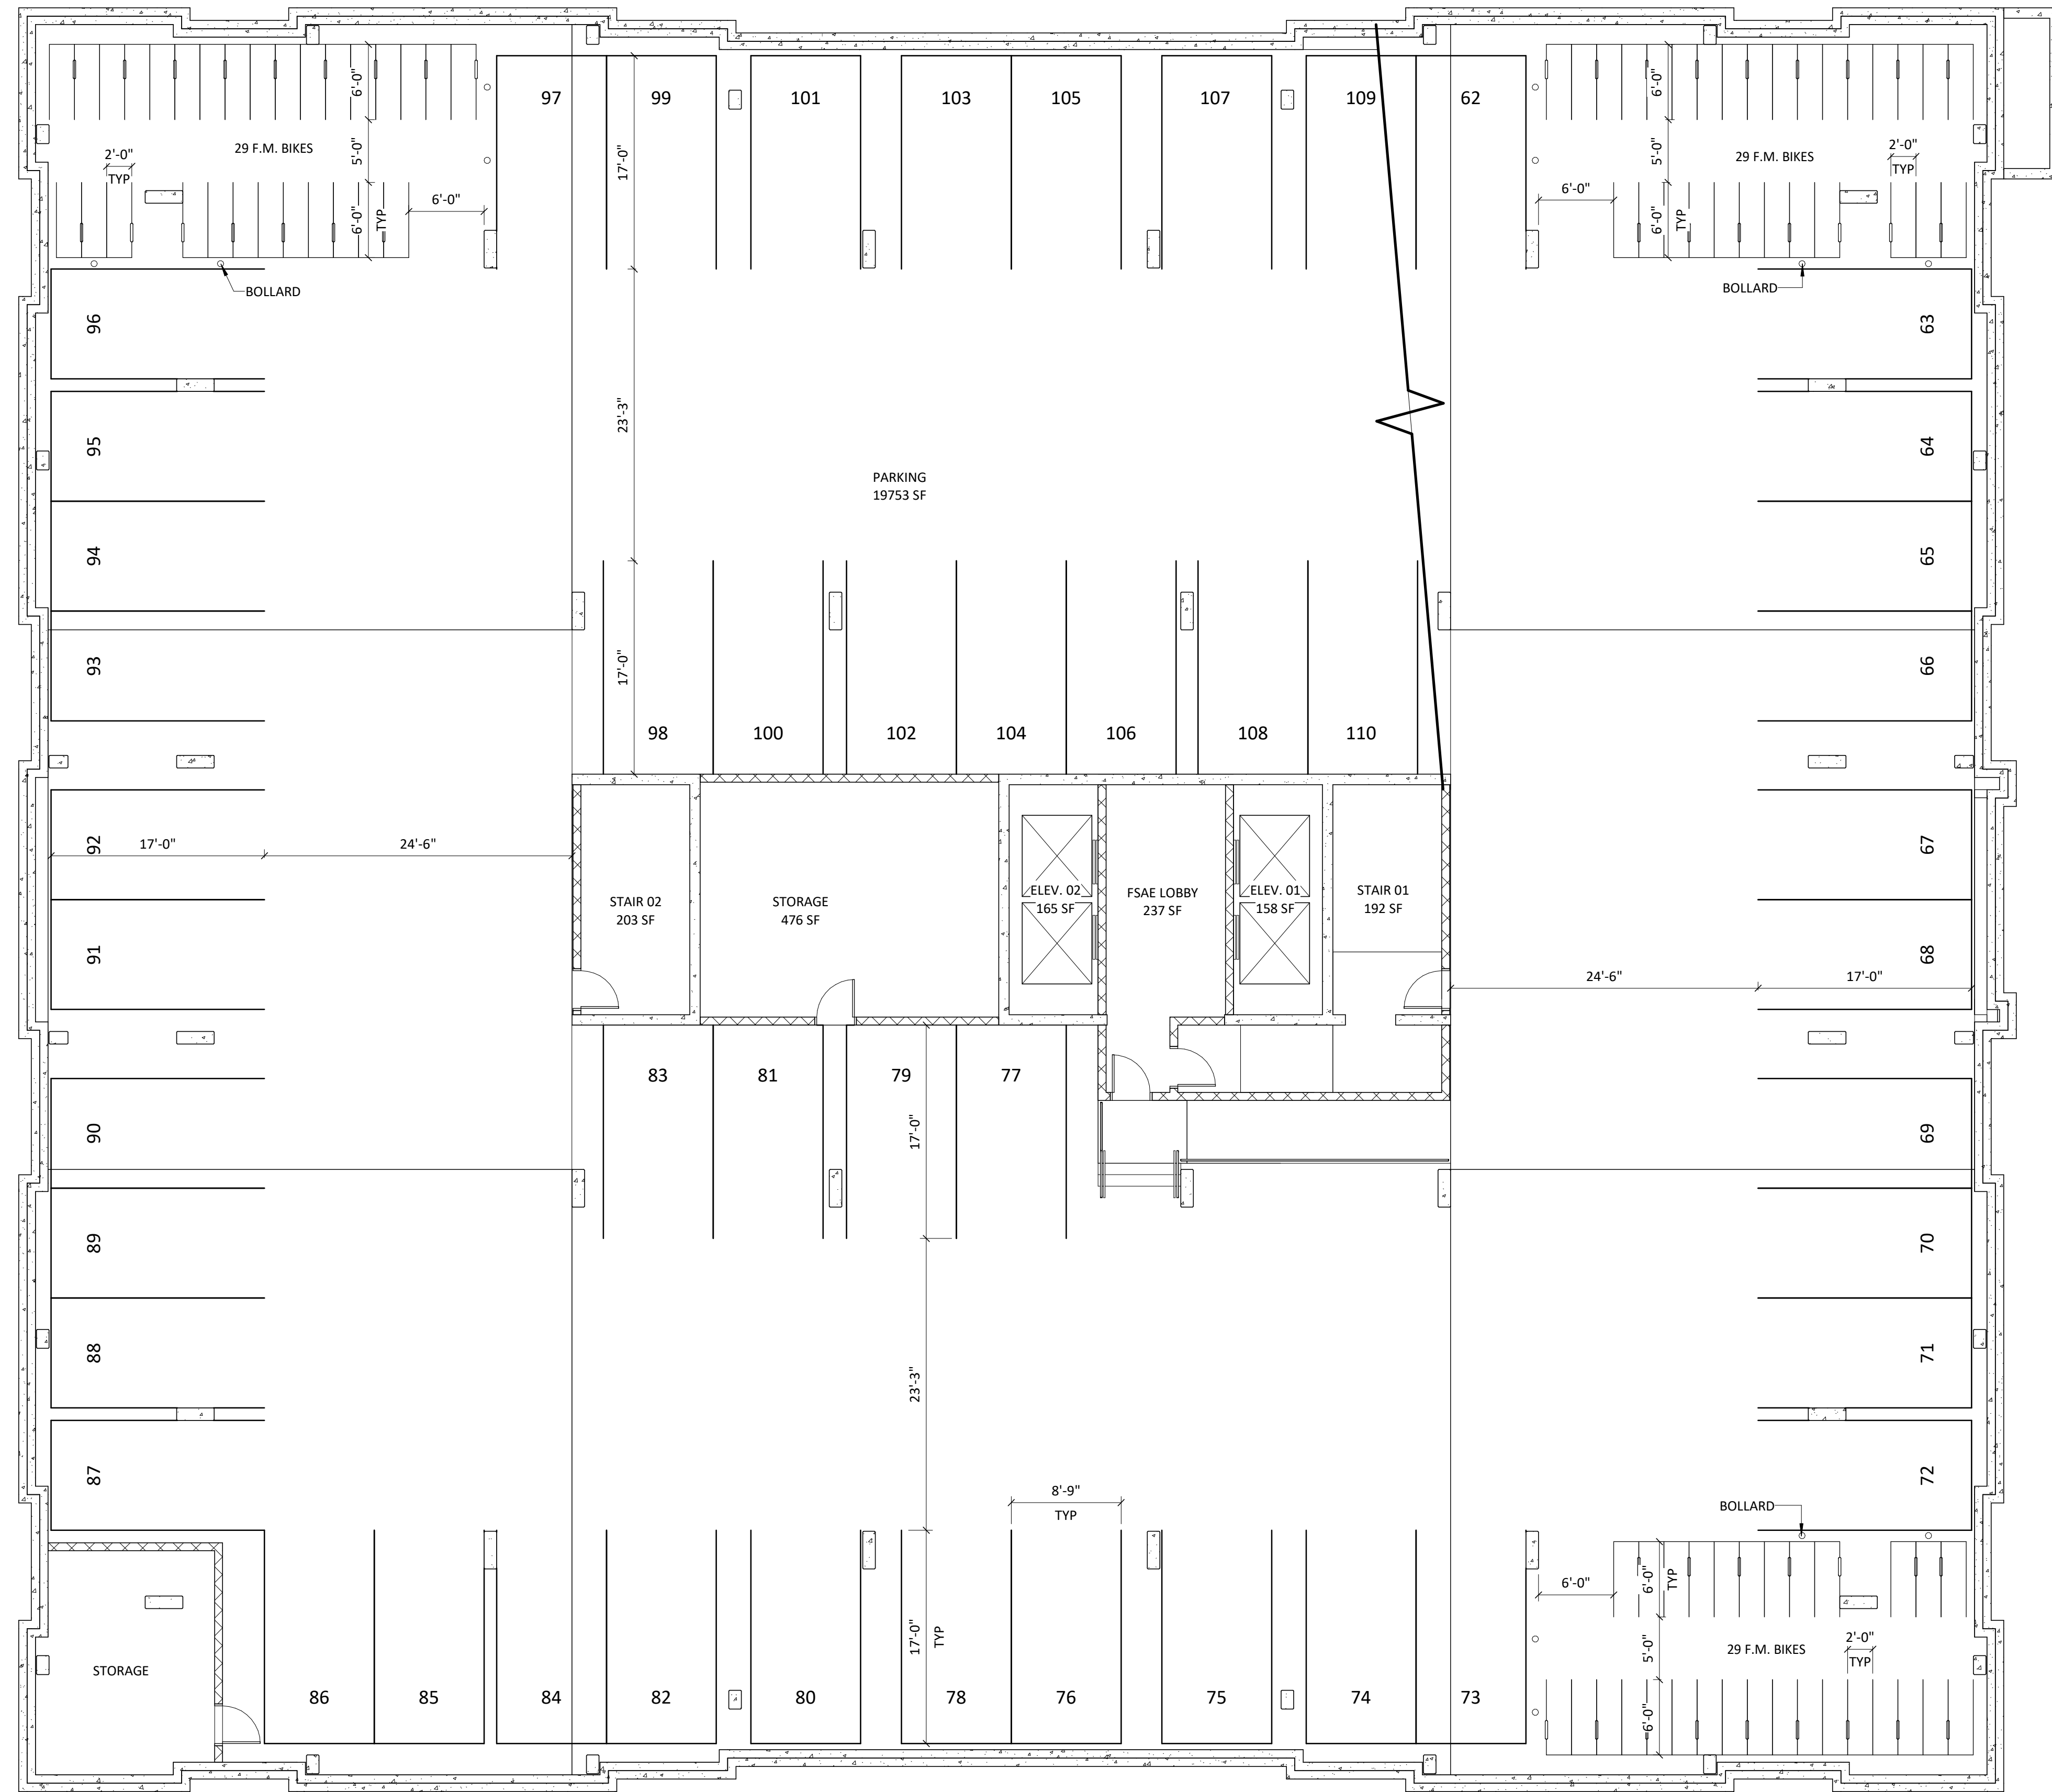 97
99
101
103
105
107
109
62
6'-0"
5'-0"
6'-0"
TYP
29 F.M. BIKES
2'-0"
TYP
6'-0"
BOLLARD
17'-0"
23'-3"
17'-0"
6'-0"
5'-0"
6'-0"
TYP
29 F.M. BIKES
2'-0"
TYP
6'-0"
BOLLARD
96
95
94
93
92
91
90
89
88
87
63
64
65
66
67
68
69
70
71
72
PARKING
19753 SF
98
100
102
104
106
108
110
17'-0"
24'-6"
STAIR 02
203 SF
STORAGE
476 SF
ELEV. 02
165 SF
FSAE LOBBY
237 SF
ELEV. 01
158 SF
STAIR 01
192 SF
24'-6"
17'-0"
83
81
79
77
17'-0"
23'-3"
17'-0"
TYP
8'-9"
TYP
BOLLARD
6'-0"
6'-0"
TYP
5'-0"
6'-0"
29 F.M. BIKES
2'-0"
TYP
STORAGE
86
85
84
82
80
78
76
75
74
73